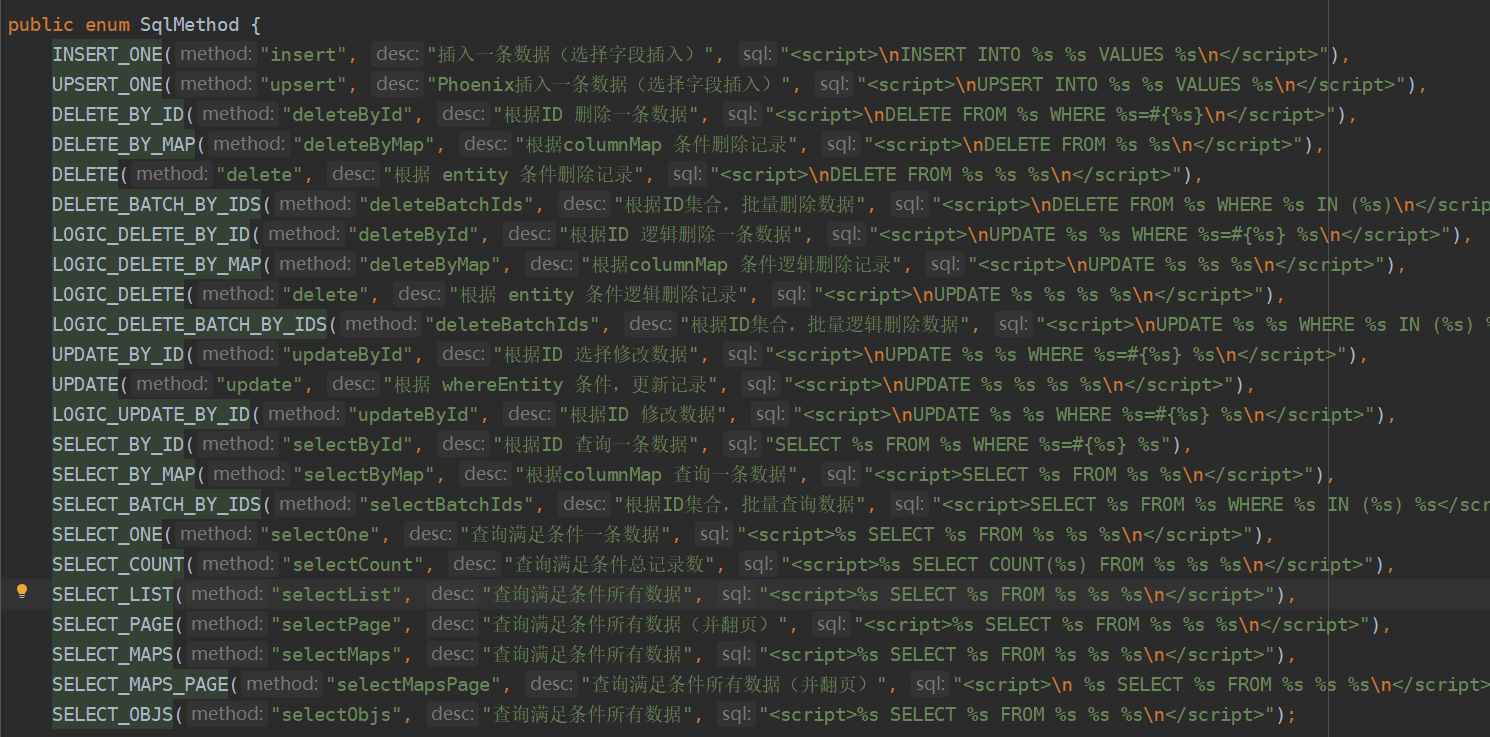 public enum SqlMethod {
INSERT_ONE( method: "insert", desc: "插入一条数据（选择字段插入）", sql: "<script>\nINSERT INTO %s %s VALUES %s\n</script>"),
UPSERT_ONE( method: "upsert", desc: "Phoenix插入一条数据（选择字段插入）", sql: "<script>\nUPSERT INTO %s %s VALUES %s\n</script>"),
DELETE_BY_ID( method: "deleteById", desc: "根据ID 删除一条数据", sql: "<script>\nDELETE FROM %s WHERE %s=#{%s}\n</script>"),
DELETE_BY_MAP( method: "deleteByMap", desc: "根据columnMap 条件删除记录", sql: "<script>\nDELETE FROM %s %s\n</script>"),
DELETE( method: "delete", desc: "根据 entity 条件删除记录", sql: "<script>\nDELETE FROM %s %s %s\n</script>"),
DELETE_BATCH_BY_IDS( method: "deleteBatchIds", desc: "根据ID集合，批量删除数据", sql: "<script>\nDELETE FROM %s WHERE %s IN (%s)\n</scrip
LOGIC_DELETE_BY_ID( method: "deleteById", desc: "根据ID 逻辑删除一条数据", sql: "<script>\nUPDATE %s %s WHERE %s=#{%s} %s\n</script>"),
LOGIC_DELETE_BY_MAP( method: "deleteByMap", desc: "根据columnMap 条件逻辑删除记录", sql: "<script>\nUPDATE %s %s %s\n</script>"),
LOGIC_DELETE( method: "delete", desc: "根据 entity 条件逻辑删除记录", sql: "<script>\nUPDATE %s %s %s %s\n</script>"),
LOGIC_DELETE_BATCH_BY_IDS( method: "deleteBatchIds", desc: "根据ID集合，批量逻辑删除数据", sql: "<script>\nUPDATE %s %s WHERE %s IN (%s) %
UPDATE_BY_ID( method: "updateById", desc: "根据ID 选择修改数据", sql: "<script>\nUPDATE %s %s WHERE %s=#{%s} %s\n</script>"),
UPDATE( method: "update", desc: "根据 whereEntity 条件，更新记录", sql: "<script>\nUPDATE %s %s %s %s\n</script>"),
LOGIC_UPDATE_BY_ID( method: "updateById", desc: "根据ID 修改数据", sql: "<script>\nUPDATE %s %s WHERE %s=#{%s} %s\n</script>"),
SELECT_BY_ID( method: "selectById", desc: "根据ID 查询一条数据", sql: "SELECT %s FROM %s WHERE %s=#{%s} %s"),
SELECT_BY_MAP( method: "selectByMap", desc: "根据columnMap 查询一条数据", sql: "<script>SELECT %s FROM %s %s\n</script>"),
SELECT_BATCH_BY_IDS( method: "selectBatchIds", desc: "根据ID集合，批量查询数据", sql: "<script>SELECT %s FROM %s WHERE %s IN (%s) %s</scr
SELECT_ONE( method: "selectOne", desc: "查询满足条件一条数据", sql: "<script>%s SELECT %s FROM %s %s %s\n</script>"),
SELECT_COUNT( method: "selectCount", desc: "查询满足条件总记录数", sql: "<script>%s SELECT COUNT(%s) FROM %s %s %s\n</script>"),
SELECT_LIST( method: "selectList", desc: "查询满足条件所有数据", sql: "<script>%s SELECT %s FROM %s %s %s\n</script>"),
SELECT_PAGE( method: "selectPage", desc: "查询满足条件所有数据（并翻页）", sql: "<script>%s SELECT %s FROM %s %s %s\n</script>"),
SELECT_MAPS( method: "selectMaps", desc: "查询满足条件所有数据", sql: "<script>%s SELECT %s FROM %s %s %s\n</script>"),
SELECT_MAPS_PAGE( method: "selectMapsPage", desc: "查询满足条件所有数据（并翻页）", sql: "<script>\n %s SELECT %s FROM %s %s %s\n</script>
SELECT_OBJS( method: "selectObjs", desc: "查询满足条件所有数据", sql: "<script>%s SELECT %s FROM %s %s %s\n</script>");